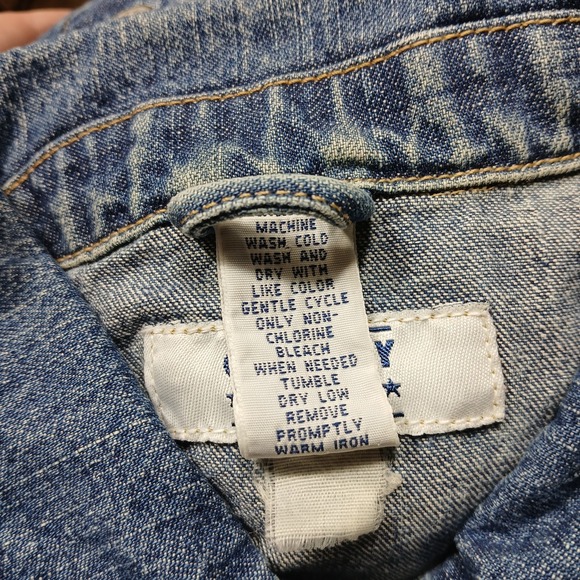 MACHINE
WASH COLD
WASH AND
DRY WITH
LIKE COLOR
GENTLE CYCLE
ONLY NON-
CHLORINE
BLEACH
WHEN NEEDED
TUMBLE
DRY LOW
REMOVE
PROMPTLY
WARM IRON